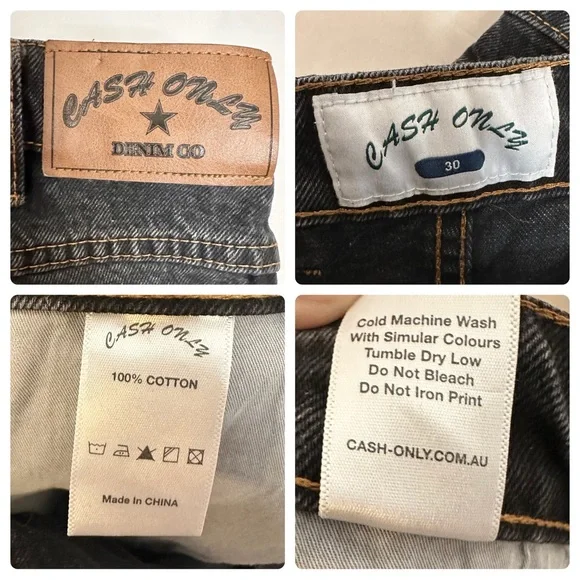 CASH ONLY
DENIM CO
CASH ONLY
30
CASH ONLY
100% COTTON
Made in CHINA
Cold Machine Wash
With Simular Colours
Tumble Dry Low
Do Not Bleach
Do Not Iron Print
CASH-ONLY.COM.AU